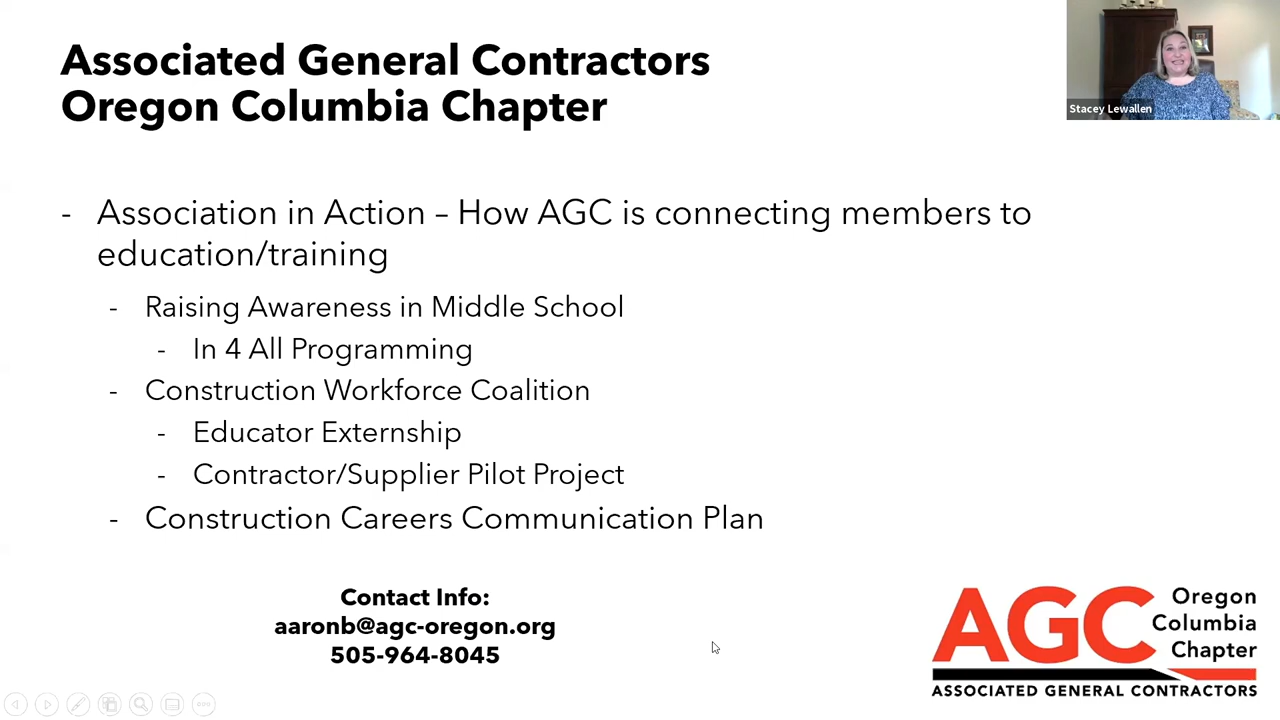 Associated General Contractors
Oregon Columbia Chapter
Stacey Lewallen
- Association in Action – How AGC is connecting members to
education/training
- Raising Awareness in Middle School
- In 4 All Programming
- Construction Workforce Coalition
- Educator Externship
- Contractor/Supplier Pilot Project
- Construction Careers Communication Plan
Contact Info:
aaronb@agc-oregon.org
505-964-8045
AGC
Oregon
Columbia
Chapter
ASSOCIATED GENERAL CONTRACTORS